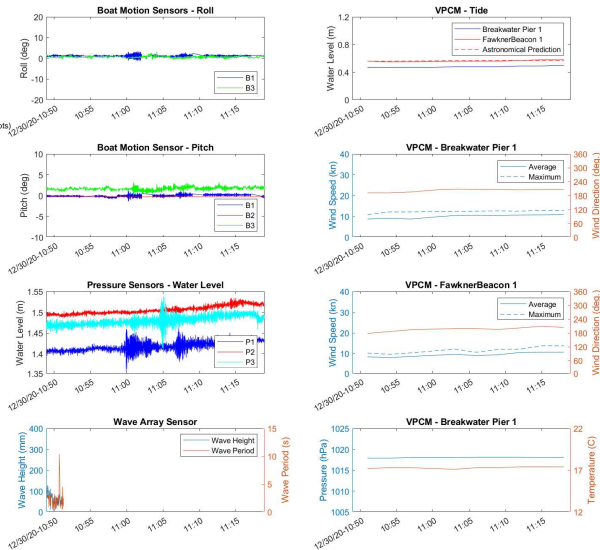 Boat Motion Sensors - Roll
20
10
0
-10
-20
Roll (deg)
B1
B3
12/30/20-10:50 10:55 11:00 11:05 11:10 11:15
VPCM - Tide
1.2
0.8
0.4
0
Water Level (m)
Breakwater Pier 1
FawknerBeacon 1
Astronomical Prediction
12/30/20-10:50 10:55 11:00 11:05 11:10 11:15
Boat Motion Sensor - Pitch
10
5
0
-5
-10
Pitch (deg)
B1
B2
B3
12/30/20-10:50 10:55 11:00 11:05 11:10 11:15
VPCM - Breakwater Pier 1
40
30
20
10
0
Wind Speed (kn)
Average
Maximum
360
300
240
180
120
60
0
Wind Direction (deg.)
12/30/20-10:50 10:55 11:00 11:05 11:10 11:15
Pressure Sensors - Water Level
1.55
1.5
1.45
1.4
1.35
Water Level (m)
P1
P2
P3
12/30/20-10:50 10:55 11:00 11:05 11:10 11:15
VPCM - FawknerBeacon 1
40
30
20
10
0
Wind Speed (kn)
Average
Maximum
360
300
240
180
120
60
0
Wind Direction (deg.)
12/30/20-10:50 10:55 11:00 11:05 11:10 11:15
Wave Array Sensor
400
300
200
100
0
Wave Height (mm)
Wave Height
Wave Period
15
10
5
0
Wave Period (s)
12/30/20-10:50 10:55 11:00 11:05 11:10 11:15
VPCM - Breakwater Pier 1
1025
1020
1015
1010
1005
Pressure (hPa)
22
17
12
Temperature (C)
12/30/20-10:50 10:55 11:00 11:05 11:10 11:15